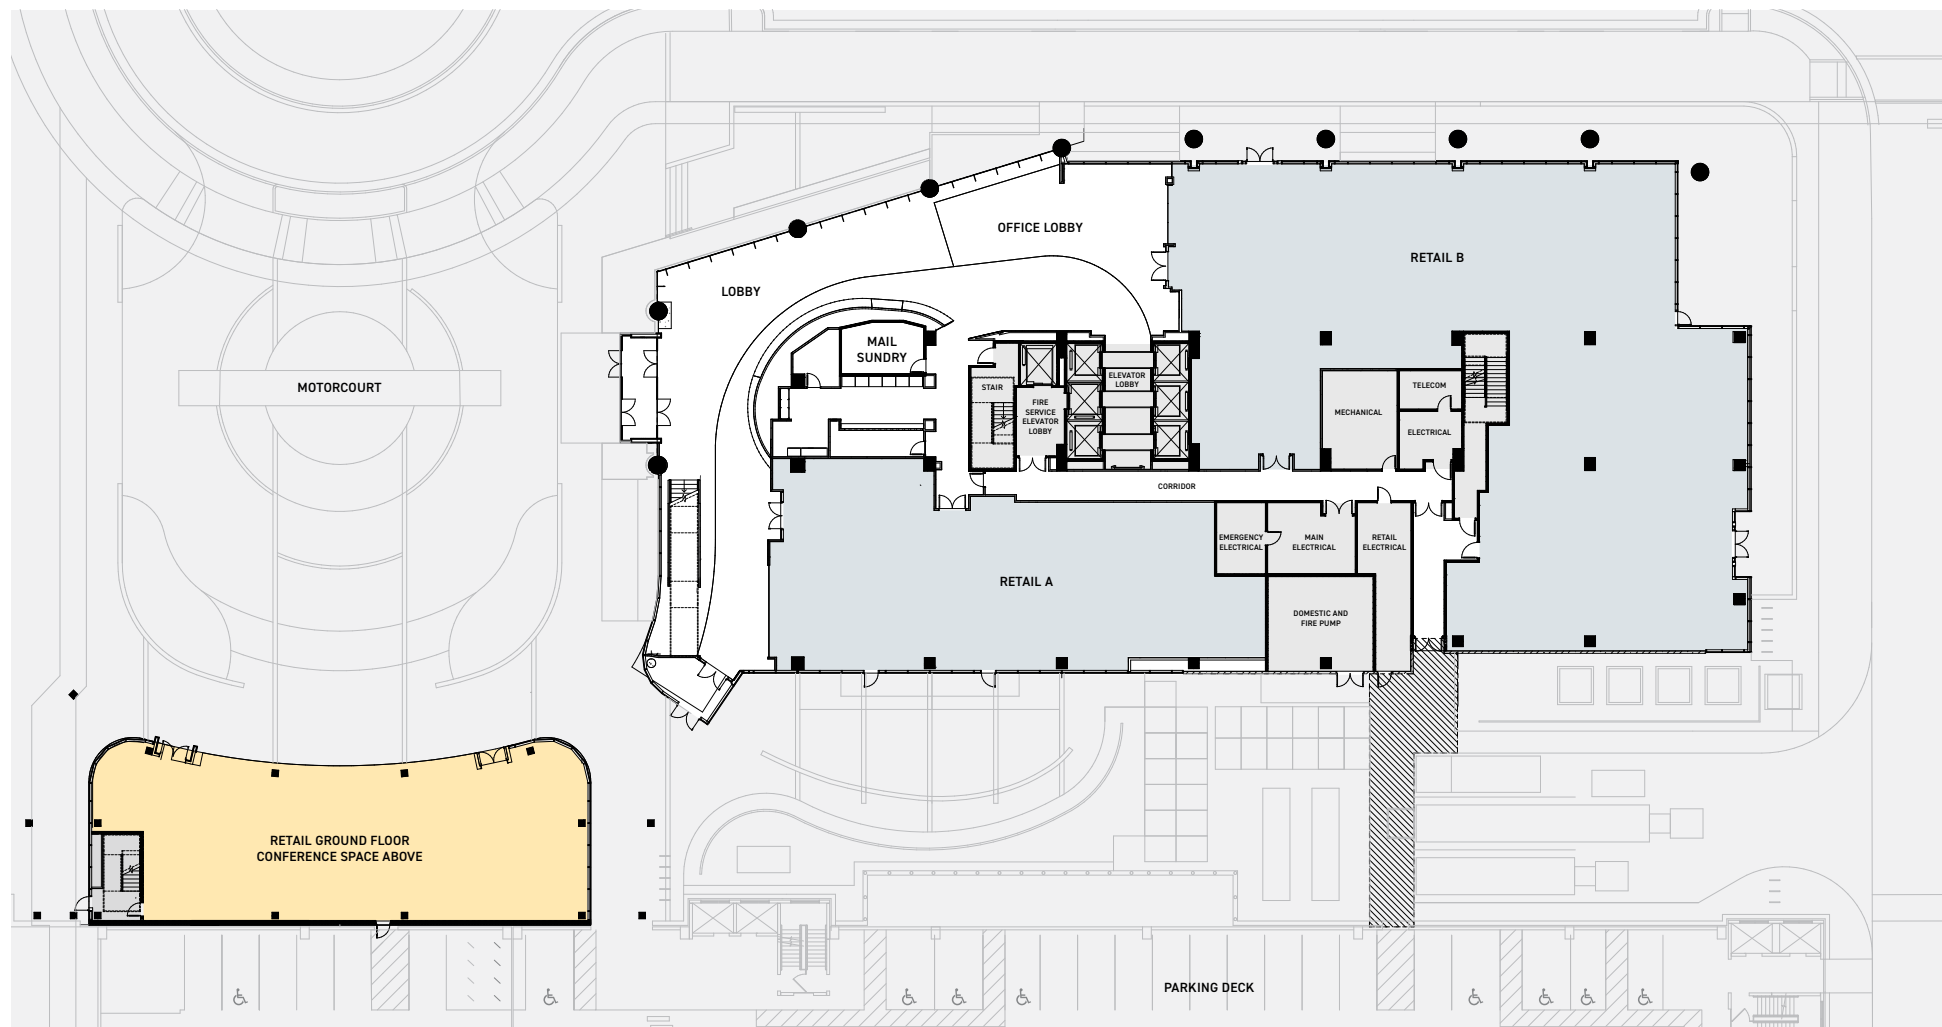 OFFICE LOBBY
RETAIL B
LOBBY
MAIL
SUNDRY
MOTORCOURT
STAIR
ELEVATOR
LOBBY
FIRE
SERVICE
ELEVATOR
LOBBY
TELECOM
MECHANICAL
ELECTRICAL
CORRIDOR
EMERGENCY
ELECTRICAL
MAIN
ELECTRICAL
RETAIL
ELECTRICAL
RETAIL A
DOMESTIC AND
FIRE PUMP
RETAIL GROUND FLOOR
CONFERENCE SPACE ABOVE
PARKING DECK